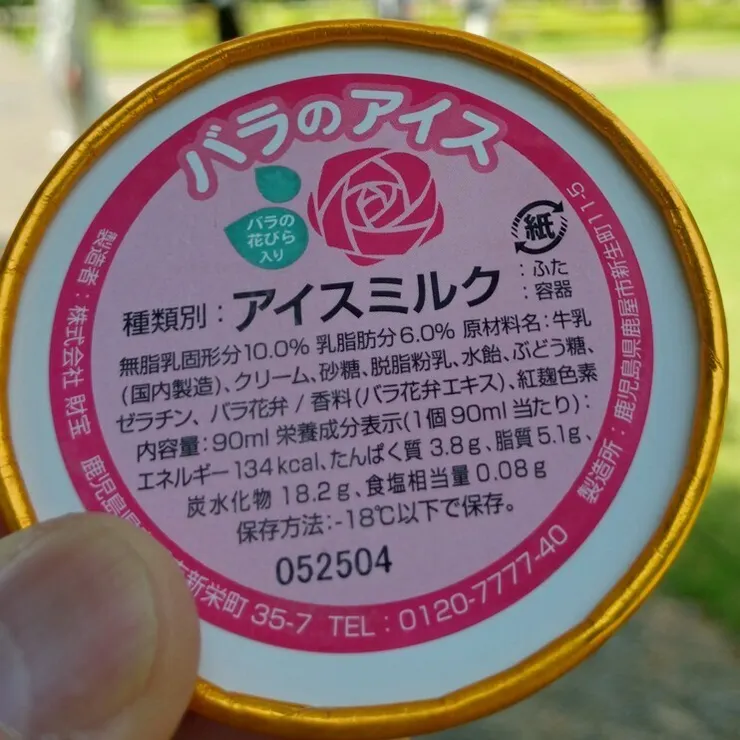 バラのアイス
バラの
花びら
入り
紙
：ふた
：容器
種類別：アイスミルク
無脂乳固形分10.0% 乳脂肪分6.0% 原材料名：牛乳
(国内製造)、クリーム、砂糖、脱脂粉乳、水飴、ぶどう糖、
ゼラチン、バラ花弁 / 香料(バラ花弁エキス)、紅麹色素
内容量：90ml 栄養成分表示(1個90ml当たり)：
エネルギー134kcal、たんぱく質 3.8g、脂質5.1g、
炭水化物 18.2g、食塩相当量 0.08g
保存方法：-18℃以下で保存。
052504
製造者：株式会社 財宝 鹿児島県 新栄町 35-7 TEL：0120-7777-40
製造所：鹿児島県鹿屋市新生町11-5